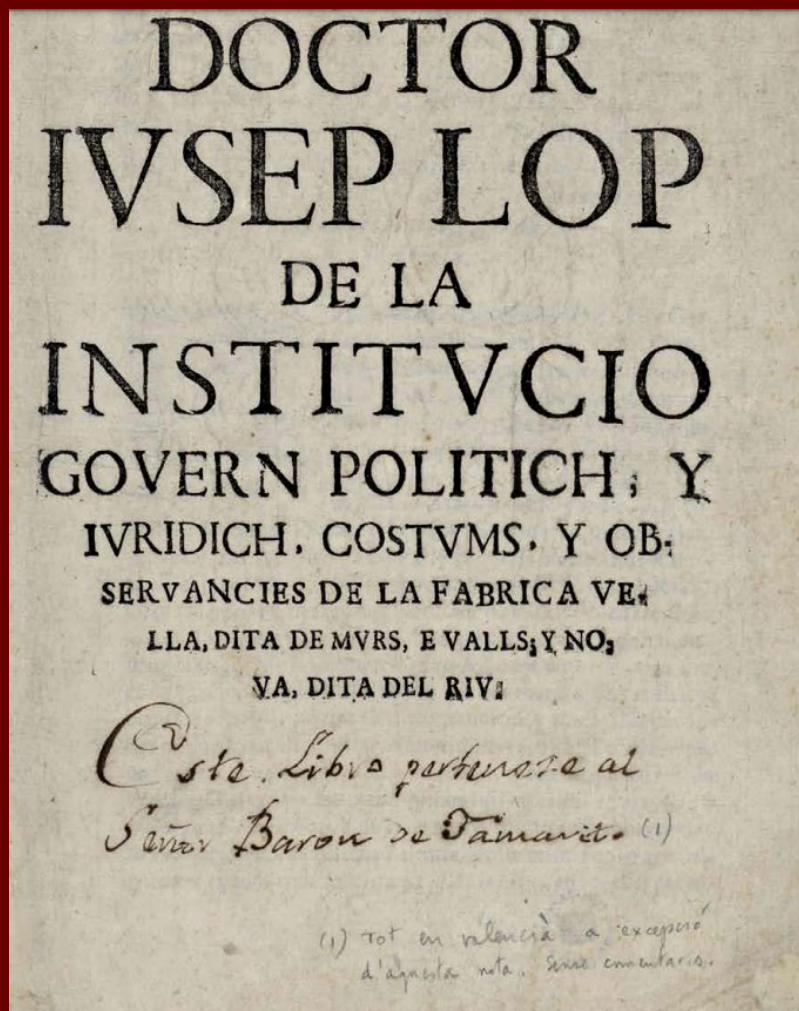 DOCTOR
IVSEP LOP
DE LA
INSTITVCIO
GOVERN POLITICH, Y
IVRIDICH, COSTVMS, Y OB-
SERVANCIES DE LA FABRICA VE-
LLA, DITA DE MVRS, E VALLS; Y NO-
VA, DITA DEL RIV:
Este Libro pertenese al
Señor Baron de Tamarit. (1)
(1) Tot en valencià a excepció
d'aquesta nota. Sense comentaris.